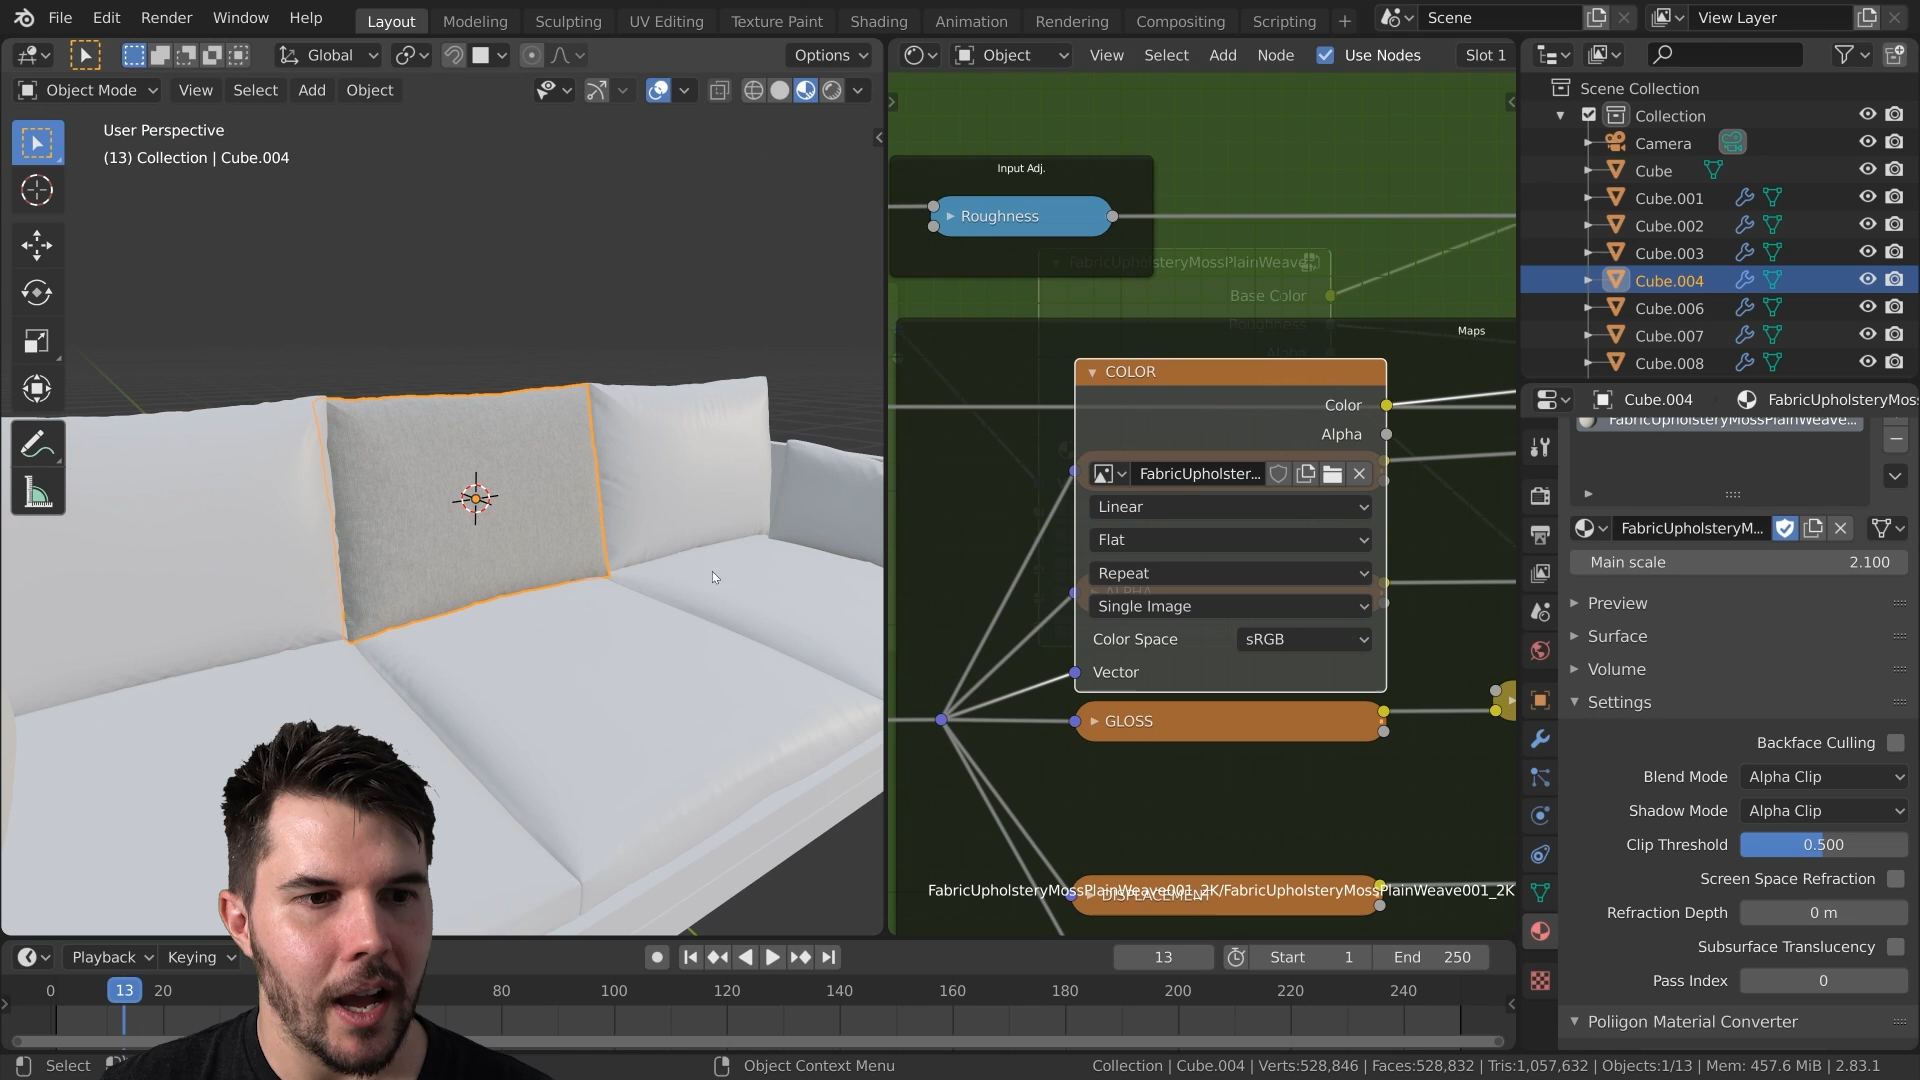 File Edit Render Window Help
Layout Modeling Sculpting UV Editing Texture Paint Shading Animation Rendering Compositing Scripting +
Scene
View Layer
Global
Options
Object
View Select Add Node
Use Nodes
Slot 1
Object Mode
View Select Add Object
User Perspective
(13) Collection | Cube.004
Input Adj.
Roughness
FabricUpholsteryMossPlainWeave
Base Color
Roughness
Alpha
Maps
COLOR
Color
Alpha
FabricUpholster...
Linear
Flat
Repeat
ALPHA
Single Image
Color Space
sRGB
Vector
GLOSS
DISPLACEMENT
FabricUpholsteryMossPlainWeave001_2K/FabricUpholsteryMossPlainWeave001_2K
Scene Collection
Collection
Camera
Cube
Cube.001
Cube.002
Cube.003
Cube.004
Cube.006
Cube.007
Cube.008
Cube.004
FabricUpholsteryMos
FabricUpholsteryMossPlainWeave...
FabricUpholsteryM...
Main scale 2.100
Preview
Surface
Volume
Settings
Backface Culling
Blend Mode Alpha Clip
Shadow Mode Alpha Clip
Clip Threshold 0.500
Screen Space Refraction
Refraction Depth 0 m
Subsurface Translucency
Pass Index 0
Poliigon Material Converter
Playback
Keying
13
Start 1
End 250
0 13 20 80 100 120 140 160 180 200 220 240
Select
Object Context Menu
Collection | Cube.004 | Verts:528,846 | Faces:528,832 | Tris:1,057,632 | Objects:1/13 | Mem: 457.6 MiB | 2.83.1